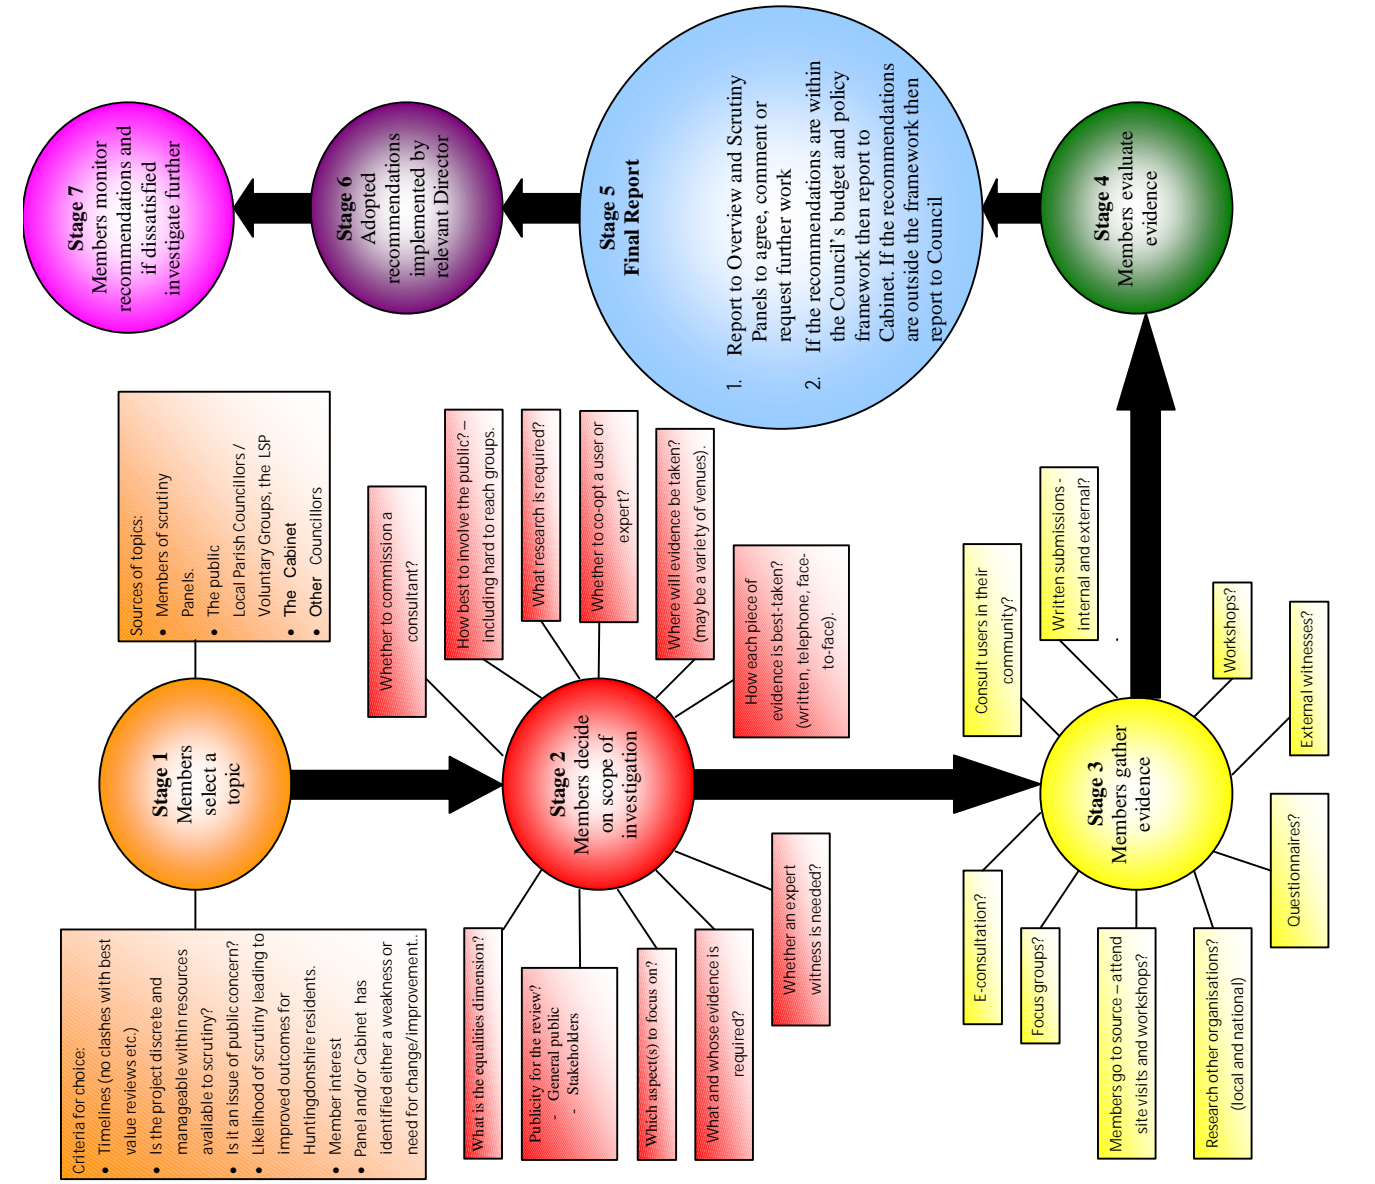 Criteria for choice:
• Timelines (no clashes with best
value reviews etc.)
• Is the project discrete and
manageable within resources
available to scrutiny?
• Is it an issue of public concern?
• Likelihood of scrutiny leading to
improved outcomes for
Huntingdonshire residents.
• Member interest
• Panel and/or Cabinet has
identified either a weakness or
need for change/improvement..
Stage 1
Members
select a
topic
Sources of topics:
• Members of scrutiny
Panels.
• The public
Local Parish Councillors /
Voluntary Groups, the LSP
• The Cabinet
• Other Councillors
What is the equalities dimension?
Publicity for the review?
- General public
- Stakeholders
Which aspect(s) to focus on?
What and whose evidence is
required?
Whether an expert
witness is needed?
Stage 2
Members decide
on scope of
investigation
Whether to commission a
consultant?
How best to involve the public? –
including hard to reach groups.
What research is required?
Whether to co-opt a user or
expert?
Where will evidence be taken?
(may be a variety of venues).
How each piece of
evidence is best-taken?
(written, telephone, face-
to-face).
E-consultation?
Focus groups?
Members go to source – attend
site visits and workshops?
Research other organisations?
(local and national)
Questionnaires?
Stage 3
Members gather
evidence
Consult users in their
community?
Written submissions -
internal and external?
.
Workshops?
External witnesses?
Stage 4
Members evaluate
evidence
Stage 5
Final Report
1. Report to Overview and Scrutiny
Panels to agree, comment or
request further work
2. If the recommendations are within
the Council's budget and policy
framework then report to
Cabinet. If the recommendations
are outside the framework then
report to Council
Stage 6
Adopted
recommendations
implemented by
relevant Director
Stage 7
Members monitor
recommendations and
if dissatisfied
investigate further